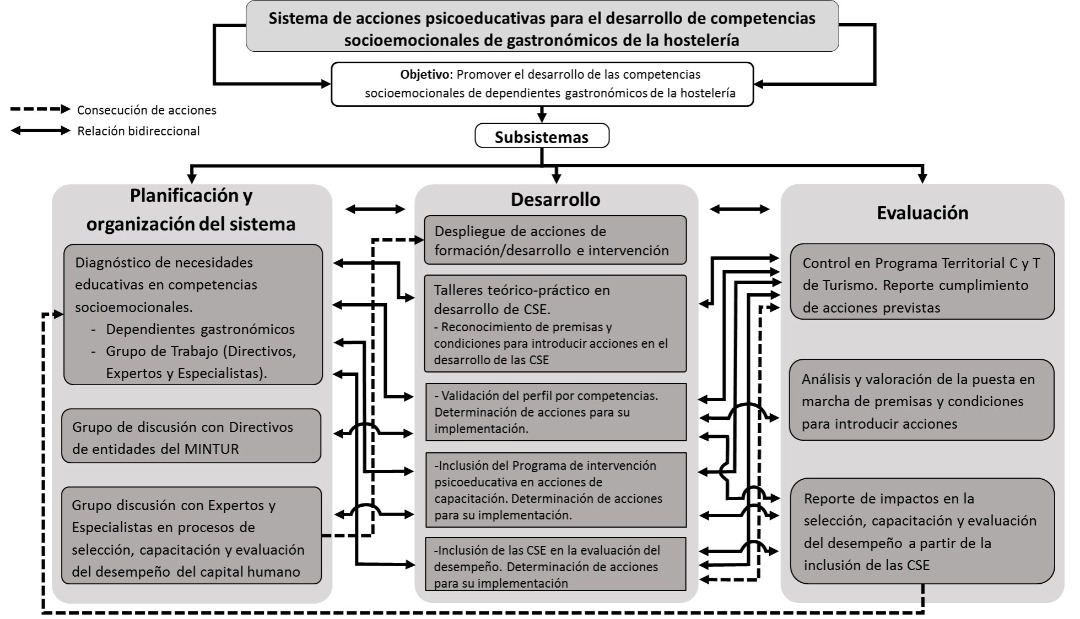 Sistema de acciones psicoeducativas para el desarrollo de competencias
socioemocionales de gastronómicos de la hostelería
Objetivo: Promover el desarrollo de las competencias
socioemocionales de dependientes gastronómicos de la hostelería
Consecución de acciones
Relación bidireccional
Subsistemas
Planificación y
organización del sistema
Diagnóstico de necesidades
educativas en competencias
socioemocionales.
- Dependientes gastronómicos
- Grupo de Trabajo (Directivos,
Expertos y Especialistas).
Grupo de discusión con Directivos
de entidades del MINTUR
Grupo discusión con Expertos y
Especialistas en procesos de
selección, capacitación y evaluación
del desempeño del capital humano
Desarrollo
Despliegue de acciones de
formación/desarrollo e intervención
Talleres teórico-práctico en
desarrollo de CSE.
- Reconocimiento de premisas y
condiciones para introducir acciones en el
desarrollo de las CSE
- Validación del perfil por competencias.
Determinación de acciones para su
implementación.
-Inclusión del Programa de intervención
psicoeducativa en acciones de
capacitación. Determinación de acciones
para su implementación.
-Inclusión de las CSE en la evaluación del
desempeño. Determinación de acciones
para su implementación
Evaluación
Control en Programa Territorial C y T
de Turismo. Reporte cumplimiento
de acciones previstas
Análisis y valoración de la puesta en
marcha de premisas y condiciones
para introducir acciones
Reporte de impactos en la
selección, capacitación y evaluación
del desempeño a partir de la
inclusión de las CSE